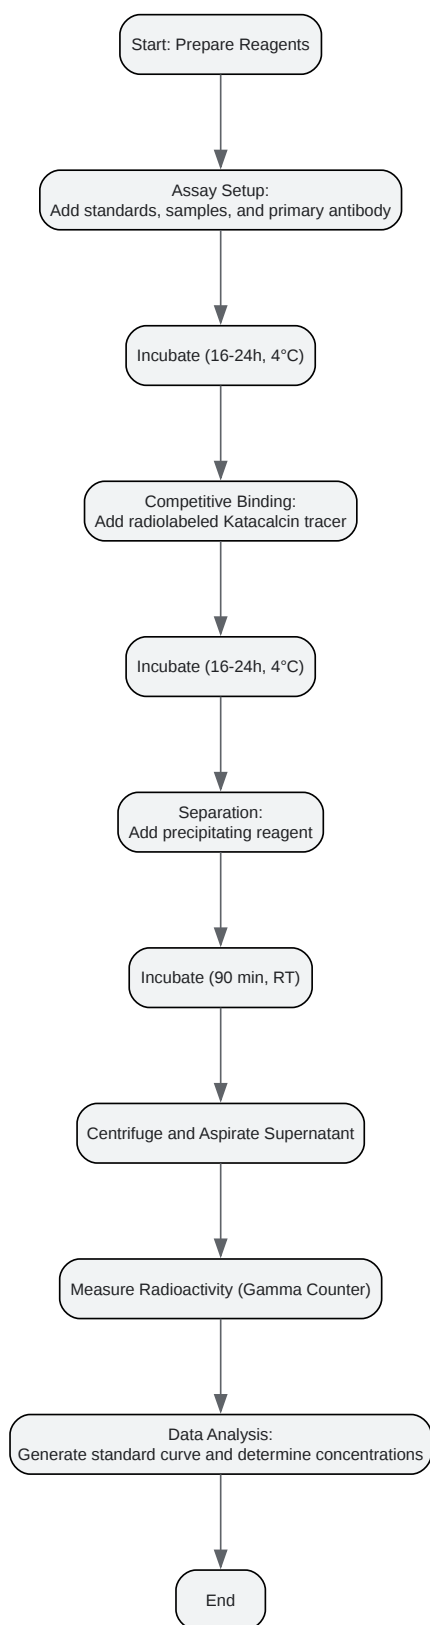 Start: Prepare Reagents
Assay Setup:
Add standards, samples, and primary antibody
Incubate (16-24h, 4°C)
Competitive Binding:
Add radiolabeled Katacalcin tracer
Incubate (16-24h, 4°C)
Separation:
Add precipitating reagent
Incubate (90 min, RT)
Centrifuge and Aspirate Supernatant
Measure Radioactivity (Gamma Counter)
Data Analysis:
Generate standard curve and determine concentrations
End